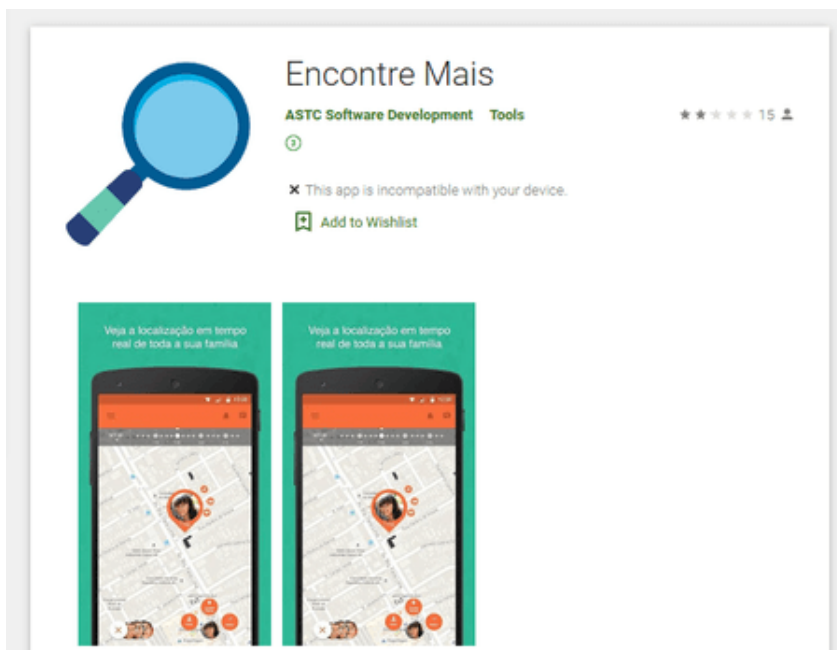 Encontre Mais
ASTC Software Development Tools
15
3
This app is incompatible with your device.
Add to Wishlist
Veja a localização em tempo
real de toda a sua família
Veja a localização em tempo
real de toda a sua família